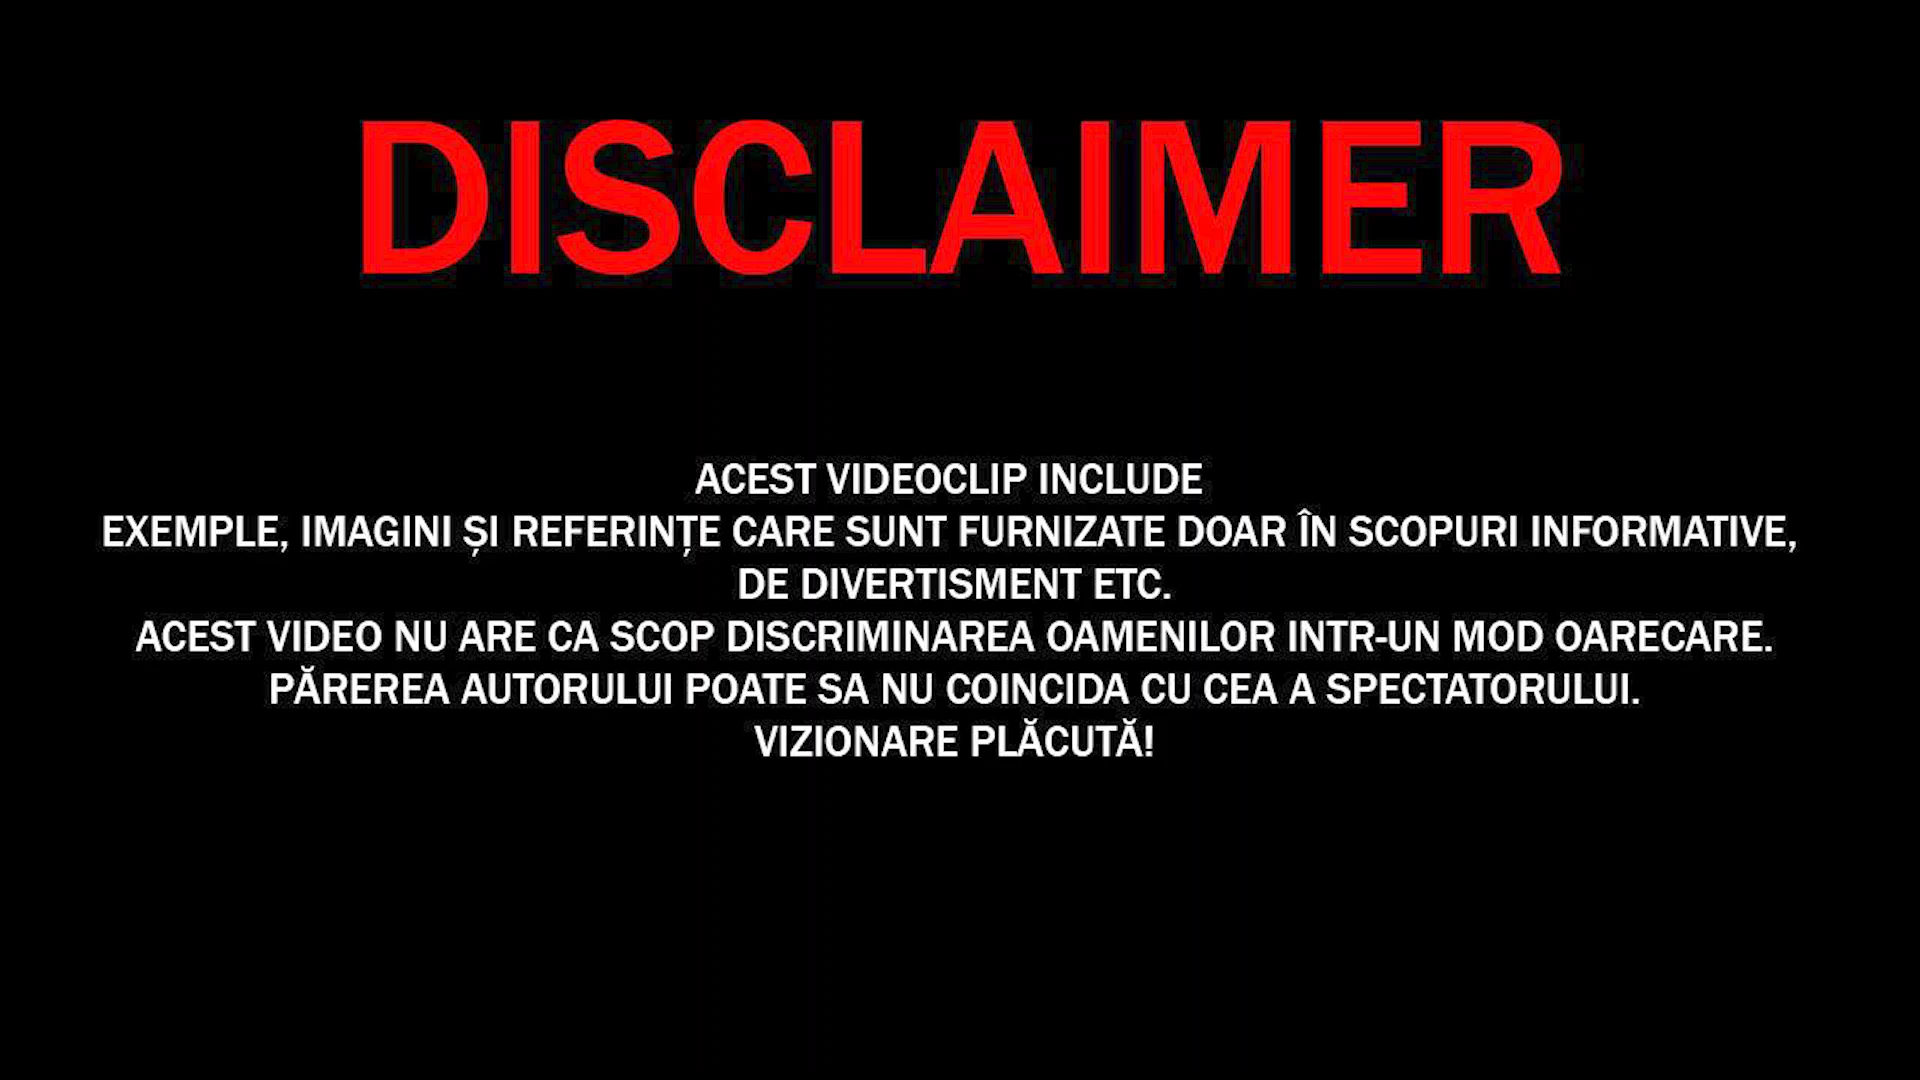 DISCLAIMER
ACEST VIDEOCLIP INCLUDE
EXEMPLE, IMAGINI ȘI REFERINȚE CARE SUNT FURNIZATE DOAR ÎN SCOPURI INFORMATIVE,
DE DIVERTISMENT ETC.
ACEST VIDEO NU ARE CA SCOP DISCRIMINAREA OAMENILOR INTR-UN MOD OARECARE.
PĂREREA AUTORULUI POATE SA NU COINCIDA CU CEA A SPECTATORULUI.
VIZIONARE PLĂCUTĂ!